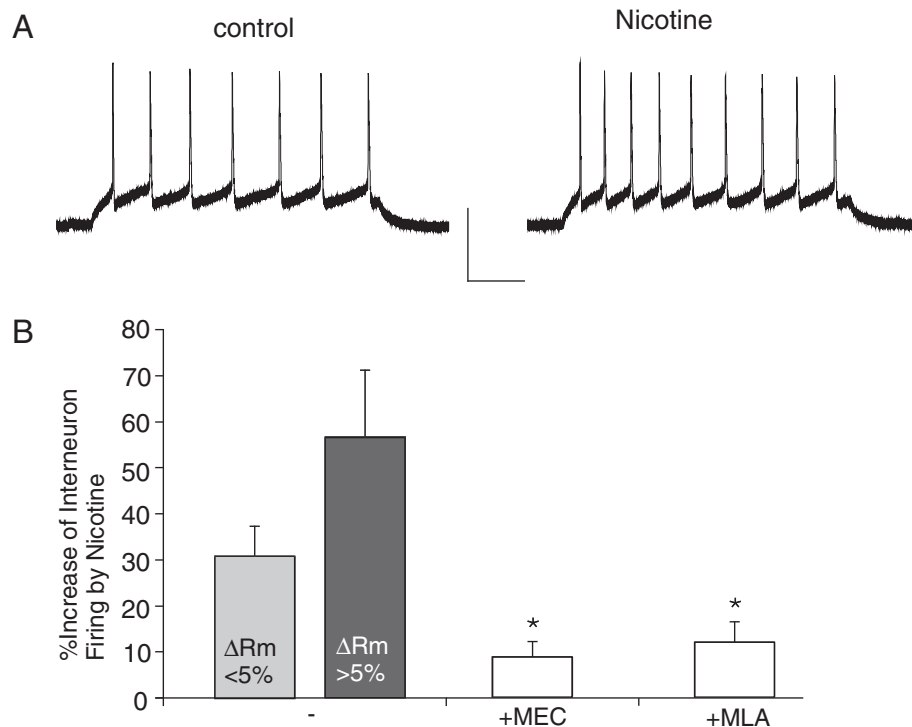 A
control
Nicotine
B
%Increase of Interneuron
Firing by Nicotine
80
70
60
50
40
30
20
10
0
ΔRm
<5%
ΔRm
>5%
*
*
-
+MEC
+MLA